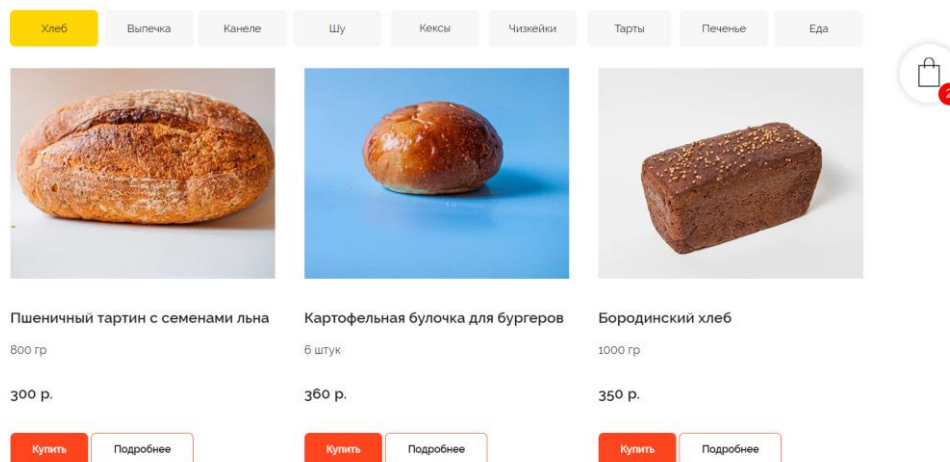 Хлеб
Выпечка
Канеле
Шу
Кексы
Чизкейки
Тарты
Печенье
Еда
2
Пшеничный тартин с семенами льна
800 гр
300 р.
Купить
Подробнее
Картофельная булочка для бургеров
6 штук
360 р.
Купить
Подробнее
Бородинский хлеб
1000 гр
350 р.
Купить
Подробнее